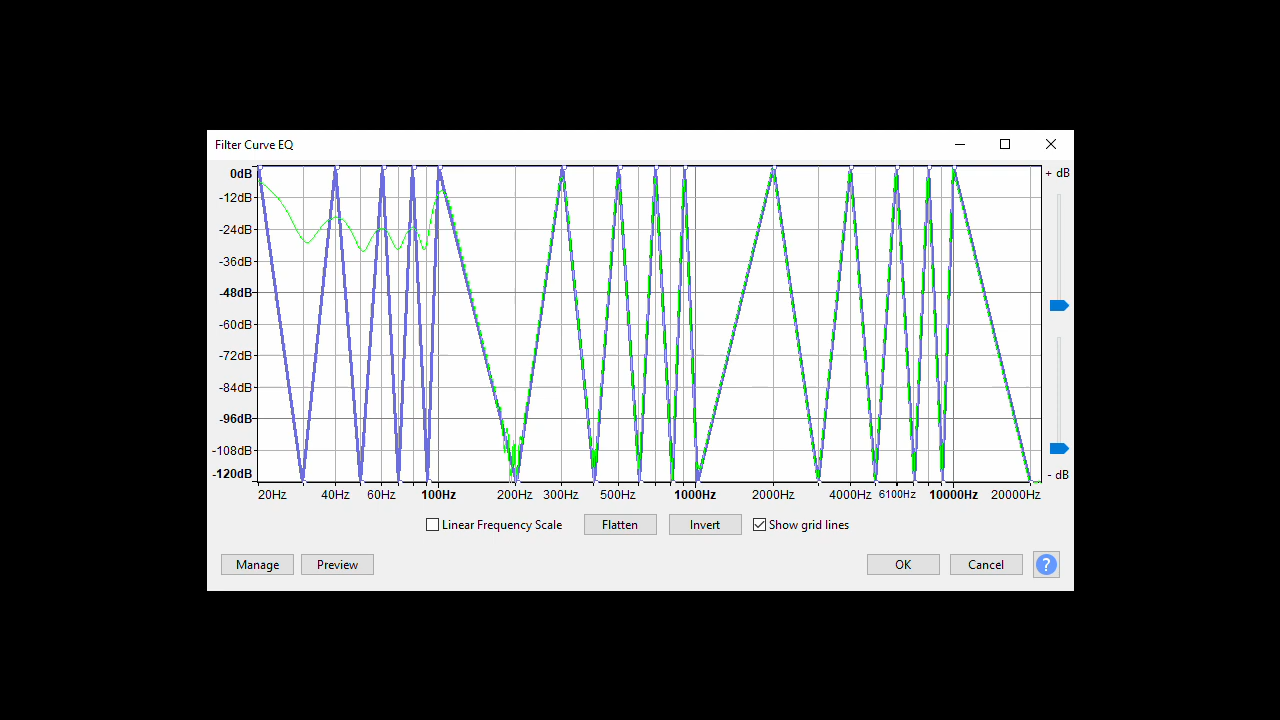 Filter Curve EQ
0dB
+ dB
-12dB
-24dB
-36dB
-48dB
-60dB
-72dB
-84dB
-96dB
-108dB
-120dB
- dB
20Hz 40Hz 60Hz 100Hz 200Hz 300Hz 500Hz 1000Hz 2000Hz 4000Hz 6100Hz 10000Hz 20000Hz
Linear Frequency Scale Flatten Invert Show grid lines
Manage Preview OK Cancel ?